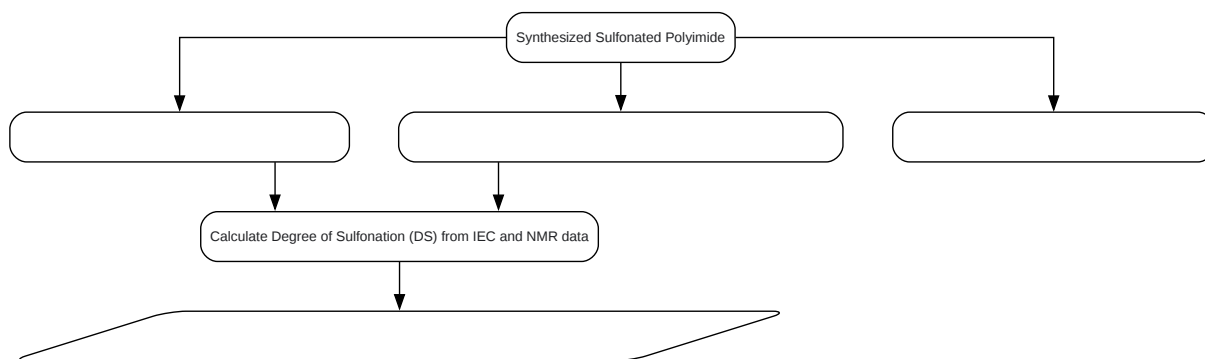 Synthesized Sulfonated Polyimide
Calculate Degree of Sulfonation (DS) from IEC and NMR data